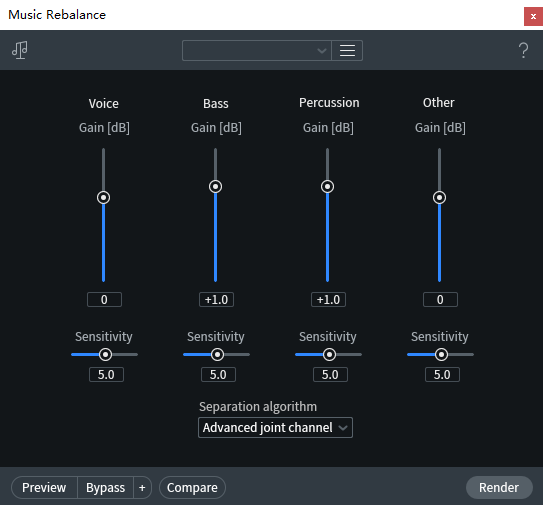 Music Rebalance
x
?
Voice Bass Percussion Other
Gain [dB] Gain [dB] Gain [dB] Gain [dB]
0 +1.0 +1.0 0
Sensitivity Sensitivity Sensitivity Sensitivity
5.0 5.0 5.0 5.0
Separation algorithm
Advanced joint channel
Preview Bypass + Compare Render